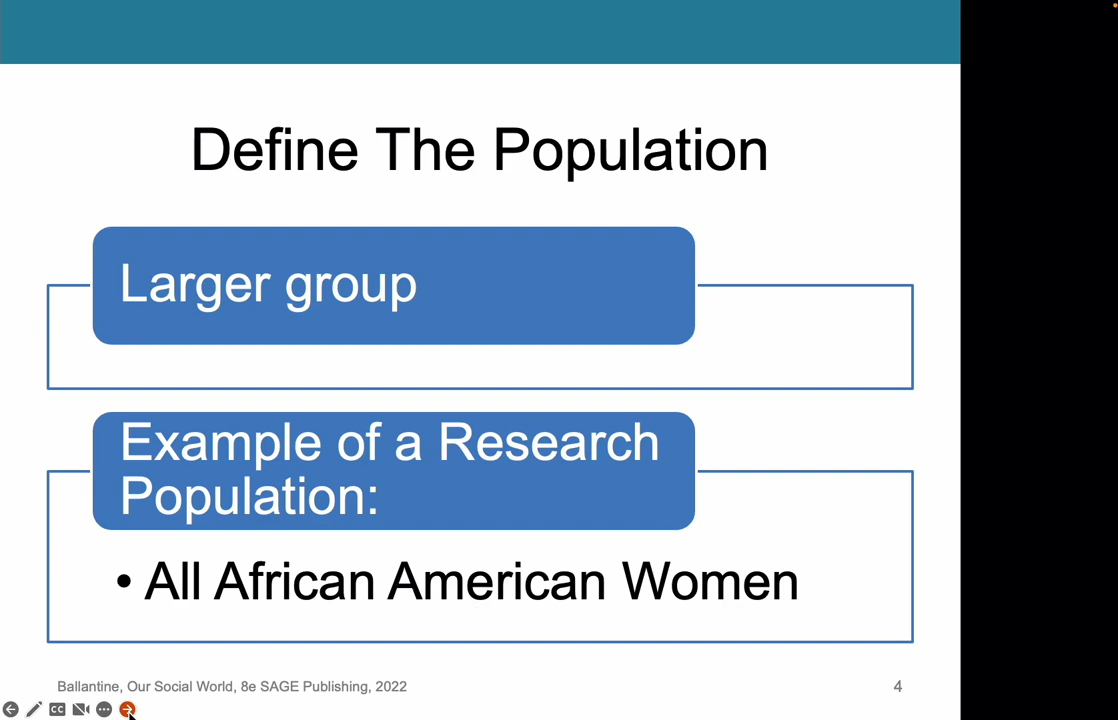 Define The Population
Larger group
Example of a Research
Population:
• All African American Women
Ballantine, Our Social World, 8e SAGE Publishing, 2022
4
CC